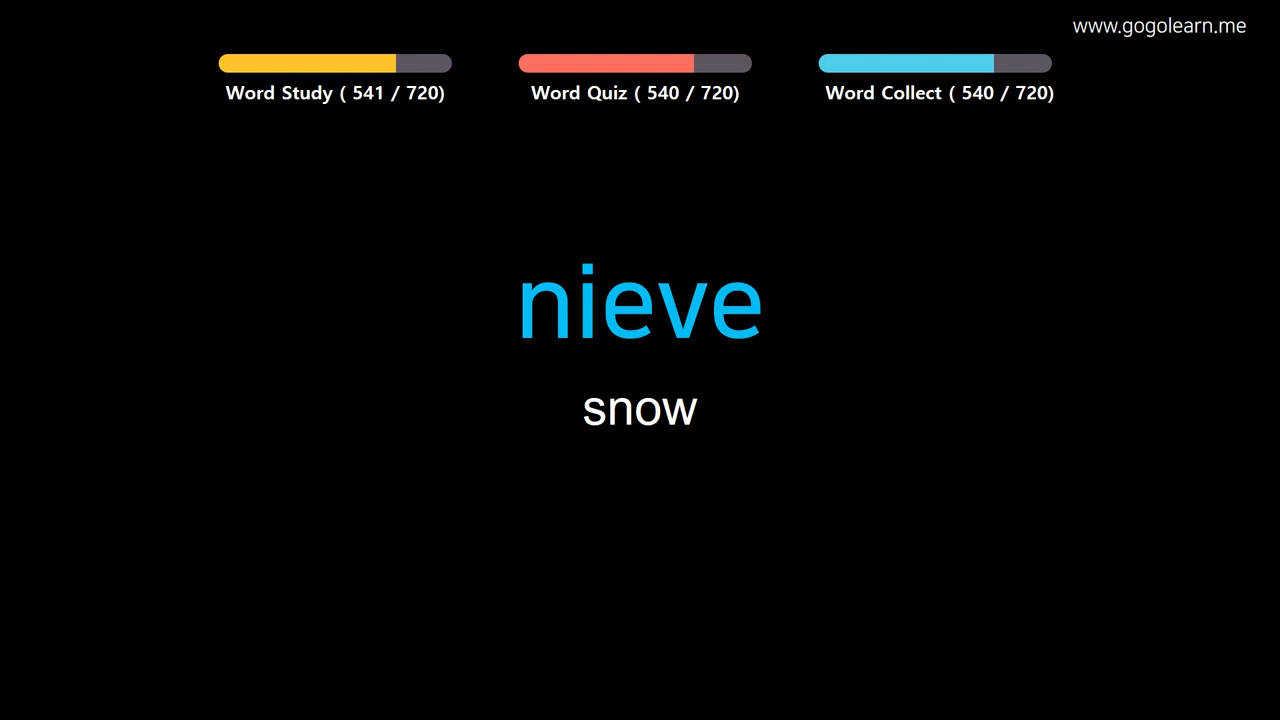 www.gogolearn.me
Word Study ( 541 / 720)
Word Quiz ( 540 / 720)
Word Collect ( 540 / 720)
nieve
snow